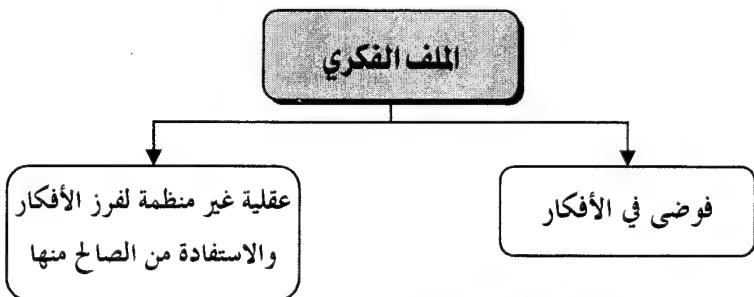 الملف الفكري
فوضى في الأفكار
عقلية غير منظمة لفرز الأفكار
والاستفادة من الصالح منها